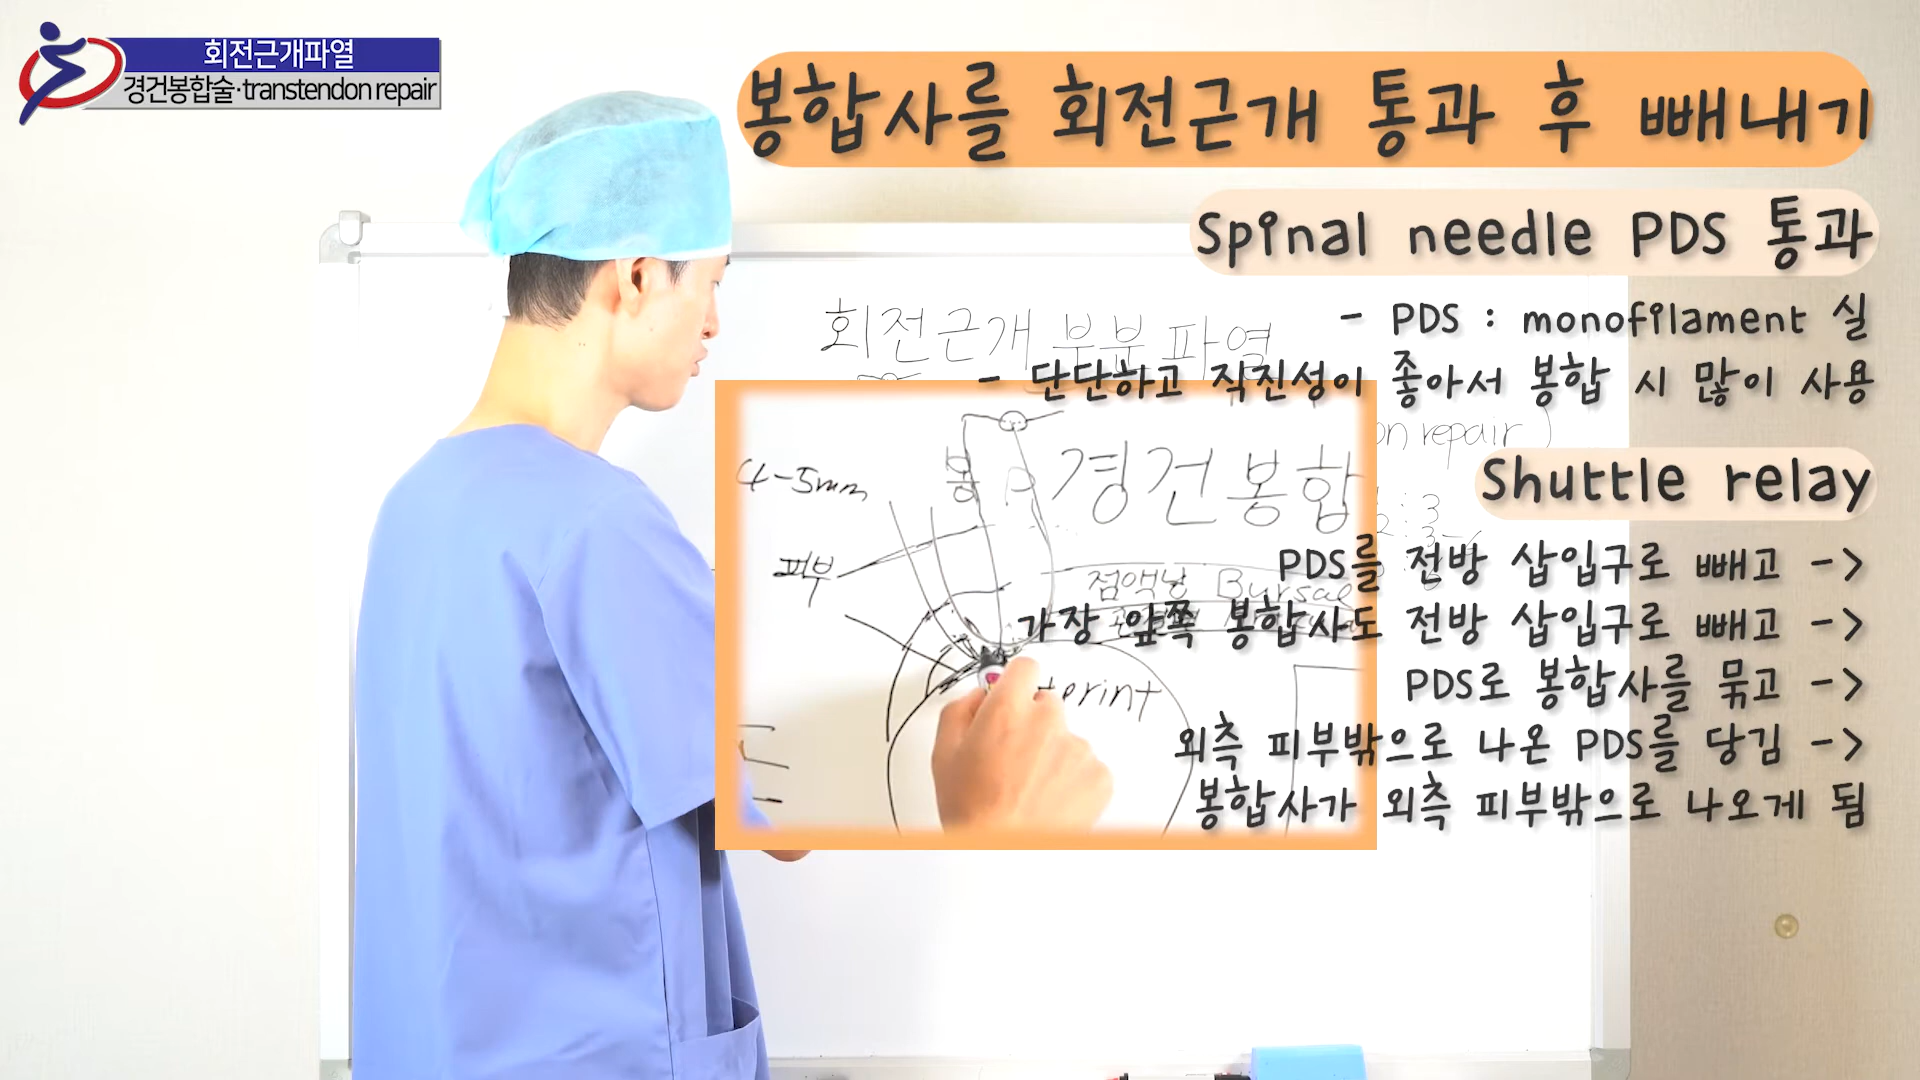 회전근개파열
경건봉합술·transtendon repair
봉합사를 회전근개 통과 후 빼내기
Spinal needle PDS 통과
- PDS : monofilament 실
- 단단하고 직진성이 좋아서 봉합 시 많이 사용
Shuttle relay
PDS를 전방 삽입구로 빼고 ->
가장 앞쪽 봉합사도 전방 삽입구로 빼고 ->
PDS로 봉합사를 묶고 ->
외측 피부밖으로 나온 PDS를 당김 ->
봉합사가 외측 피부밖으로 나오게 됨
회전근개 부분파열
on repair )
4-5mm
봉
경건봉합
피부
점액낭 Bursa
print